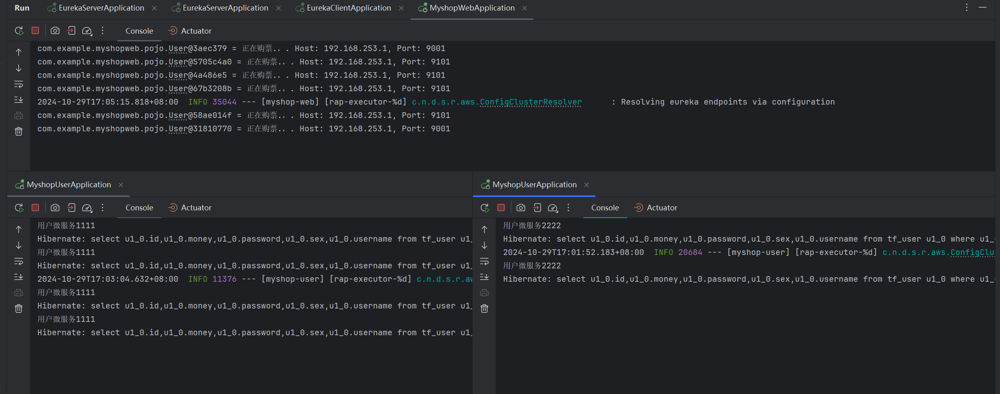 Run EurekaServerApplication EurekaServerApplication EurekaClientApplication MyshopWebApplication
Console Actuator
com.example.myshopweb.pojo.User@3aec379 = 正在购票.，. Host: 192.168.253.1, Port: 9001
com.example.myshopweb.pojo.User@5705c4a0 = 正在购票.，. Host: 192.168.253.1, Port: 9101
com.example.myshopweb.pojo.User@4a486e5 = 正在购票.，. Host: 192.168.253.1, Port: 9101
com.example.myshopweb.pojo.User@67b3208b = 正在购票.，. Host: 192.168.253.1, Port: 9101
2024-10-29T17:05:15.818+08:00  INFO 35044 --- [myshop-web] [rap-executor-%d] c.n.d.s.r.aws.ConfigClusterResolver      : Resolving eureka endpoints via configuration
com.example.myshopweb.pojo.User@58ae014f = 正在购票.，. Host: 192.168.253.1, Port: 9101
com.example.myshopweb.pojo.User@31810770 = 正在购票.，. Host: 192.168.253.1, Port: 9001
MyshopUserApplication
Console Actuator
用户微服务1111
Hibernate: select u1_0.id,u1_0.money,u1_0.password,u1_0.sex,u1_0.username from tf_user u1_
用户微服务1111
Hibernate: select u1_0.id,u1_0.money,u1_0.password,u1_0.sex,u1_0.username from tf_user u1_
2024-10-29T17:03:04.632+08:00  INFO 11376 --- [myshop-user] [rap-executor-%d] c.n.d.s.r.aw
用户微服务1111
Hibernate: select u1_0.id,u1_0.money,u1_0.password,u1_0.sex,u1_0.username from tf_user u1_
用户微服务1111
Hibernate: select u1_0.id,u1_0.money,u1_0.password,u1_0.sex,u1_0.username from tf_user u1_
MyshopUserApplication
Console Actuator
用户微服务2222
Hibernate: select u1_0.id,u1_0.money,u1_0.password,u1_0.sex,u1_0.username from tf_user u1_0 where u1_
2024-10-29T17:01:52.183+08:00  INFO 20684 --- [myshop-user] [rap-executor-%d] c.n.d.s.r.aws.ConfigClu
用户微服务2222
Hibernate: select u1_0.id,u1_0.money,u1_0.password,u1_0.sex,u1_0.username from tf_user u1_0 where u1_